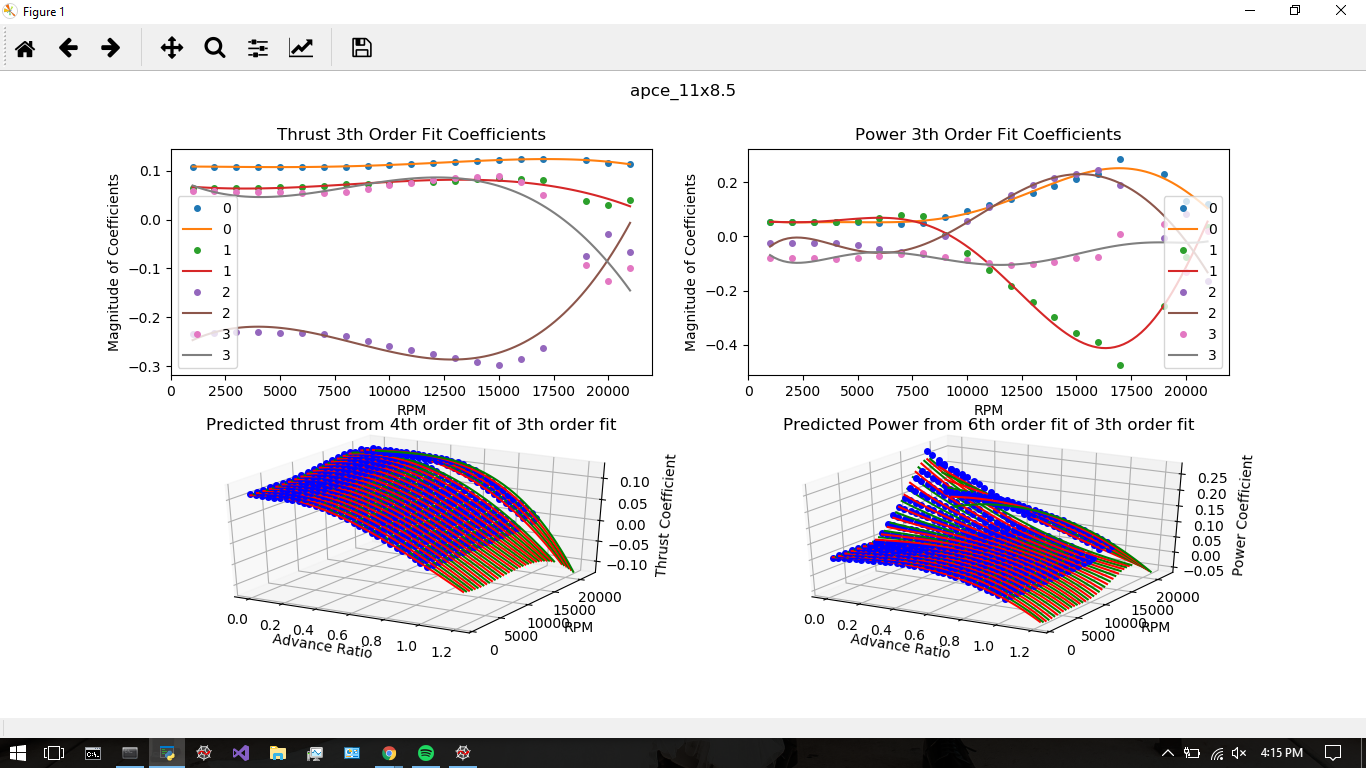 Figure 1
apce_11x8.5
Thrust 3th Order Fit Coefficients
Magnitude of Coefficients
0.1
0.0
−0.1
−0.2
−0.3
0
0
1
1
2
2
3
3
0 2500 5000 7500 10000 12500 15000 17500 20000
RPM
Power 3th Order Fit Coefficients
Magnitude of Coefficients
0.2
0.0
−0.2
−0.4
0
0
1
1
2
2
3
3
0 2500 5000 7500 10000 12500 15000 17500 20000
RPM
Predicted thrust from 4th order fit of 3th order fit
0.10
0.05
0.00
−0.05
−0.10
Thrust Coefficient
0.0 0.2 0.4 0.6 0.8 1.0 1.2
Advance Ratio
0 5000 10000 15000 20000
RPM
Predicted Power from 6th order fit of 3th order fit
0.25
0.20
0.15
0.10
0.05
0.00
−0.05
Power Coefficient
0.0 0.2 0.4 0.6 0.8 1.0 1.2
Advance Ratio
0 5000 10000 15000 20000
RPM
4:15 PM